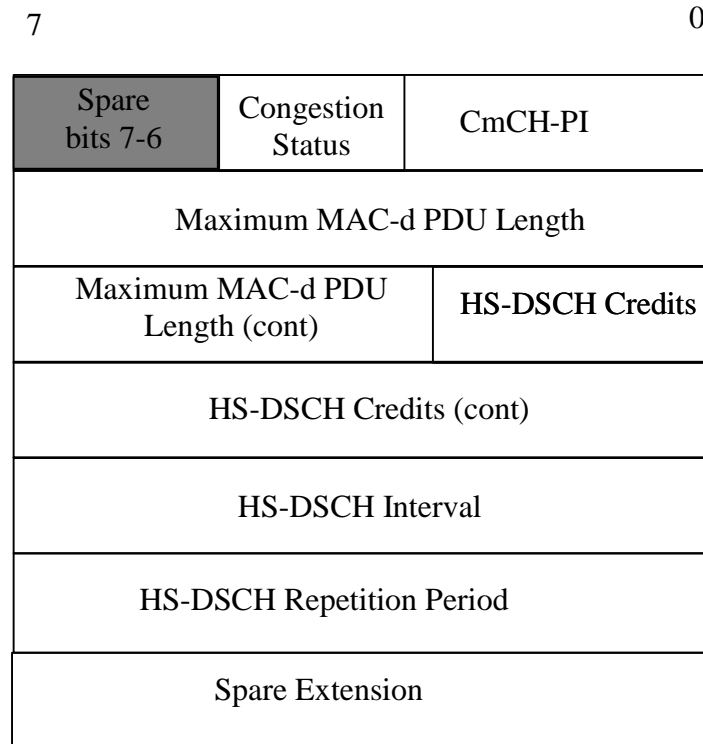 7 0
Spare
bits 7-6
Congestion
Status
CmCH-PI
Maximum MAC-d PDU Length
Maximum MAC-d PDU
Length (cont)
HS-DSCH Credits
HS-DSCH Credits (cont)
HS-DSCH Interval
HS-DSCH Repetition Period
Spare Extension